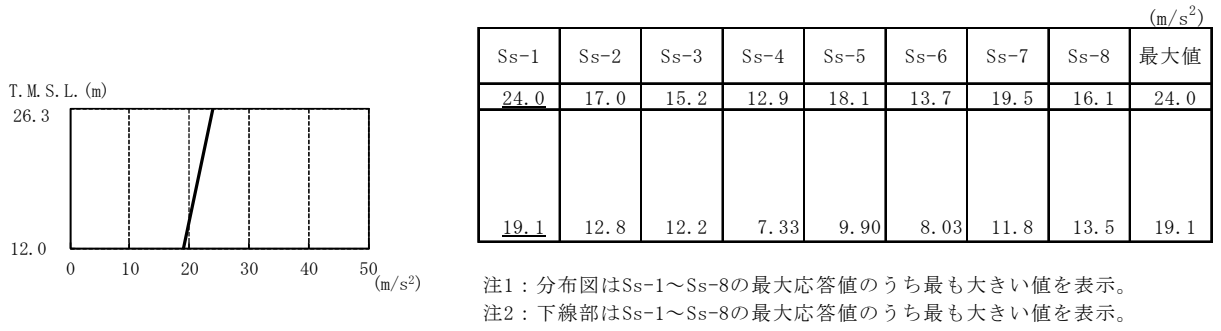 T.M.S.L.(m)
26.3
12.0
0 10 20 30 40 50
(m/s²)
(m/s²)
Ss-1 Ss-2 Ss-3 Ss-4 Ss-5 Ss-6 Ss-7 Ss-8 最大値
24.0 17.0 15.2 12.9 18.1 13.7 19.5 16.1 24.0
19.1 12.8 12.2 7.33 9.90 8.03 11.8 13.5 19.1
注1：分布図はSs-1～Ss-8の最大応答値のうち最も大きい値を表示。
注2：下線部はSs-1～Ss-8の最大応答値のうち最も大きい値を表示。